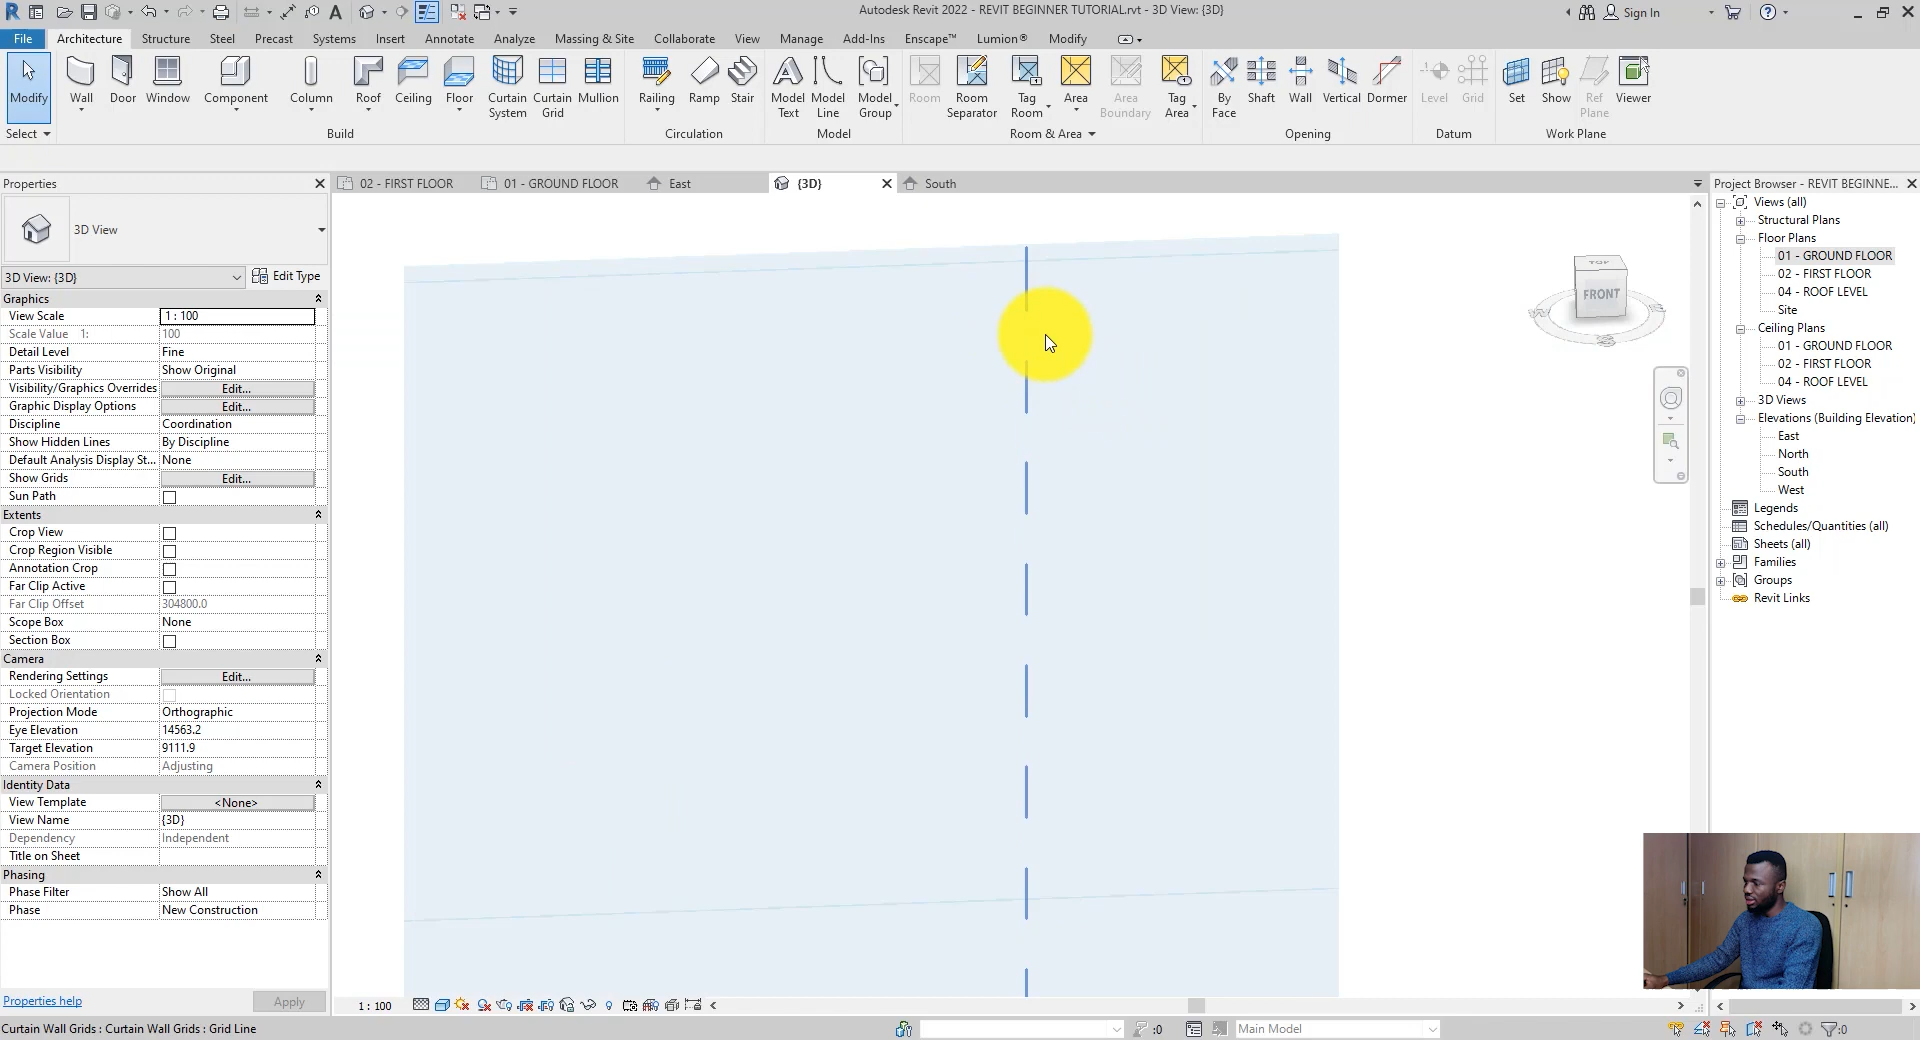 Autodesk Revit 2022 - REVIT BEGINNER TUTORIAL.rvt - 3D View: {3D}
Sign In
File Architecture Structure Steel Precast Systems Insert Annotate Analyze Massing & Site Collaborate View Manage Add-Ins Enscape™ Lumion® Modify
Modify Wall Door Window Component Column Roof Ceiling Floor Curtain System Curtain Grid Mullion Railing Ramp Stair Model Text Model Line Model Group Room Room Separator Tag Room Area Area Boundary Tag Area By Face Shaft Wall Vertical Dormer Level Grid Set Show Ref Plane Viewer
Select Build Circulation Model Room & Area Opening Datum Work Plane
Properties
02 - FIRST FLOOR 01 - GROUND FLOOR East {3D} South
Project Browser - REVIT BEGINNE...
3D View
3D View: {3D} Edit Type
Graphics
View Scale 1 : 100
Scale Value 1: 100
Detail Level Fine
Parts Visibility Show Original
Visibility/Graphics Overrides Edit...
Graphic Display Options Edit...
Discipline Coordination
Show Hidden Lines By Discipline
Default Analysis Display St... None
Show Grids Edit...
Sun Path
Extents
Crop View
Crop Region Visible
Annotation Crop
Far Clip Active
Far Clip Offset 304800.0
Scope Box None
Section Box
Camera
Rendering Settings Edit...
Locked Orientation
Projection Mode Orthographic
Eye Elevation 14563.2
Target Elevation 9111.9
Camera Position Adjusting
Identity Data
View Template <None>
View Name {3D}
Dependency Independent
Title on Sheet
Phasing
Phase Filter Show All
Phase New Construction
Properties help Apply
TOP
FRONT
Views (all)
Structural Plans
Floor Plans
01 - GROUND FLOOR
02 - FIRST FLOOR
04 - ROOF LEVEL
Site
Ceiling Plans
01 - GROUND FLOOR
02 - FIRST FLOOR
04 - ROOF LEVEL
3D Views
Elevations (Building Elevation)
East
North
South
West
Legends
Schedules/Quantities (all)
Sheets (all)
Families
Groups
Revit Links
1 : 100
Curtain Wall Grids : Curtain Wall Grids : Grid Line
:0 Main Model :0